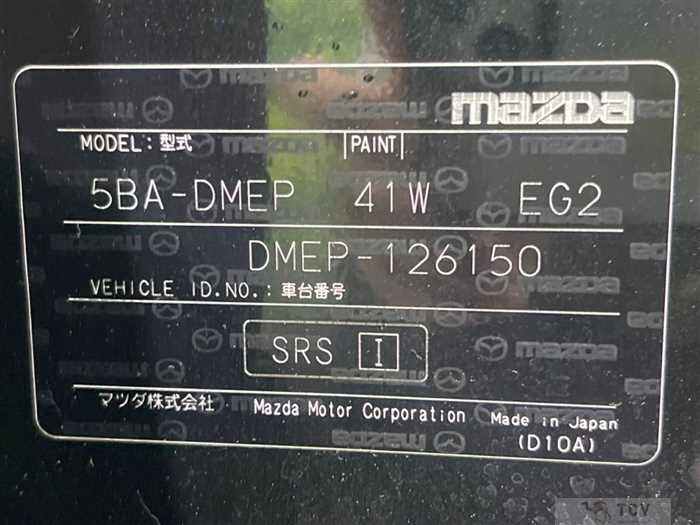 mazda
MODEL: 型式 PAINT
5BA-DMEP 41W EG2
DMEP-126150
VEHICLE ID.NO.: 車台番号
SRS I
マツダ株式会社 Mazda Motor Corporation Made in Japan
(D10A)
TCV